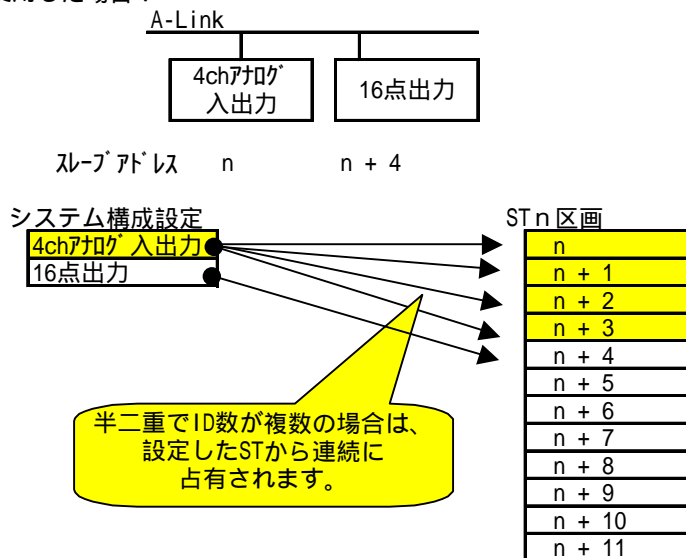 A-Link
4chｱﾅﾛｸﾞ
入出力
16点出力
ｽﾚｰﾌﾞｱﾄﾞﾚｽ n n + 4
システム構成設定
4chｱﾅﾛｸﾞ入出力
16点出力
STｎ区画
n
n + 1
n + 2
n + 3
n + 4
n + 5
n + 6
n + 7
n + 8
n + 9
n + 10
n + 11
半二重でID数が複数の場合は、
設定したSTから連続に
占有されます。